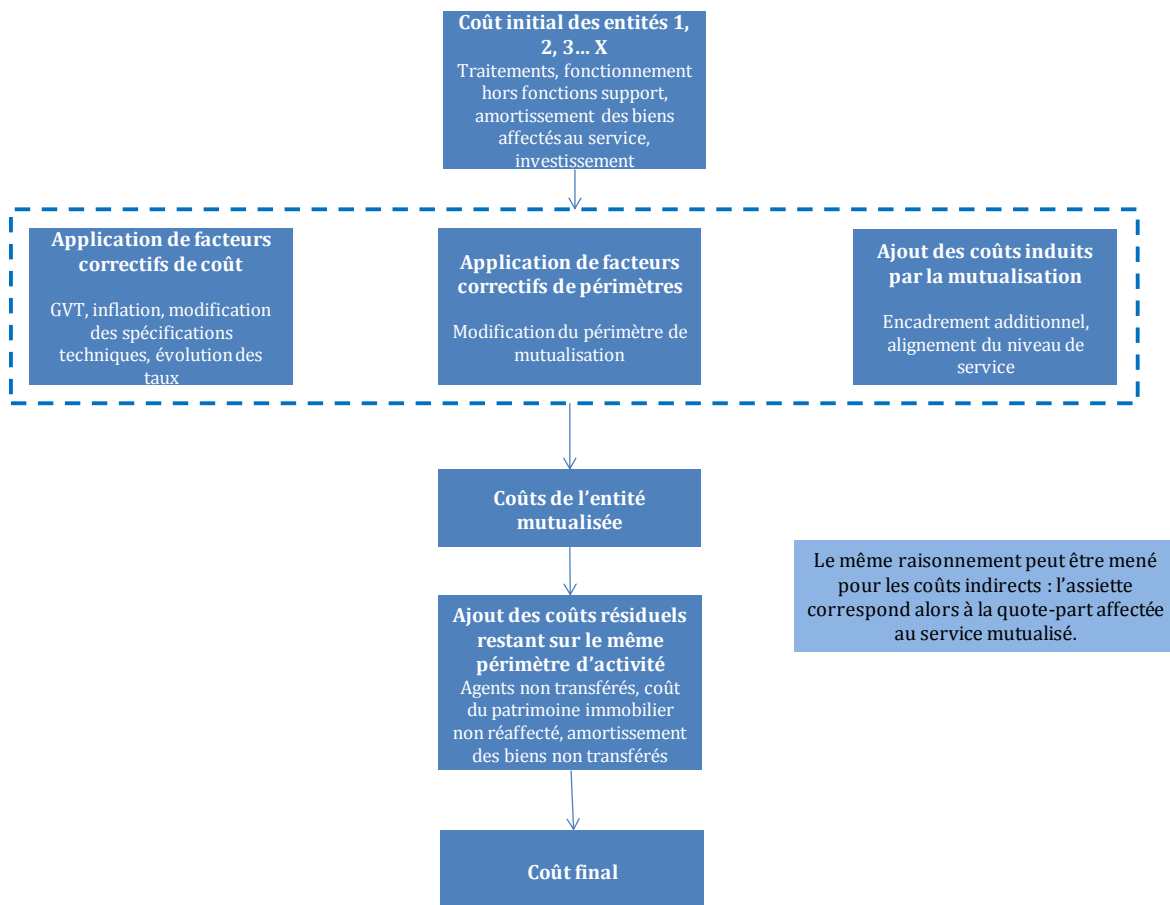 Coût initial des entités 1,
2, 3… X
Traitements, fonctionnement
hors fonctions support,
amortissement des biens
affectés au service,
investissement
Application de facteurs
correctifs de coût
GVT, inflation, modification
des spécifications
techniques, évolution des
taux
Application de facteurs
correctifs de périmètres
Modification du périmètre de
mutualisation
Ajout des coûts induits
par la mutualisation
Encadrement additionnel,
alignement du niveau de
service
Coûts de l’entité
mutualisée
Le même raisonnement peut être mené
pour les coûts indirects : l’assiette
correspond alors à la quote-part affectée
au service mutualisé.
Ajout des coûts résiduels
restant sur le même
périmètre d’activité
Agents non transférés, coût
du patrimoine immobilier
non réaffecté, amortissement
des biens non transférés
Coût final